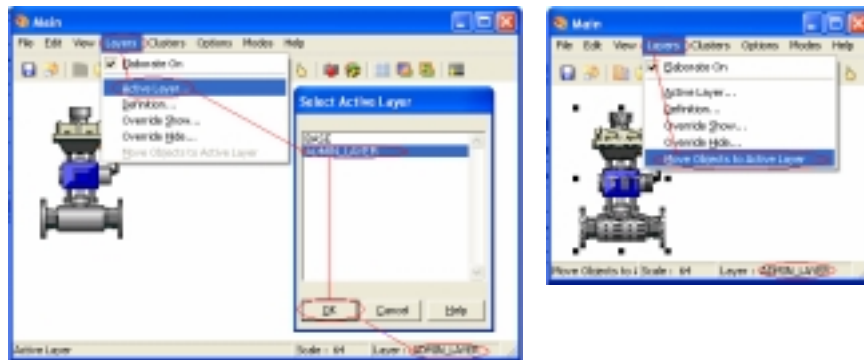 Main
File Edit View Layers Clusters Options Modes Help
Elaborate On
Active Layer...
Definition...
Override Show...
Override Hide...
Move Objects to Active Layer
Select Active Layer
BASE
ADMIN_LAYER
OK Cancel Help
Active Layer Scale : 64 Layer : ADMIN_LAYER
Main
File Edit View Layers Clusters Options Modes Help
Elaborate On
Active Layer...
Definition...
Override Show...
Override Hide...
Move Objects to Active Layer
Move Objects to Scale : 64 Layer : ADMIN_LAYER